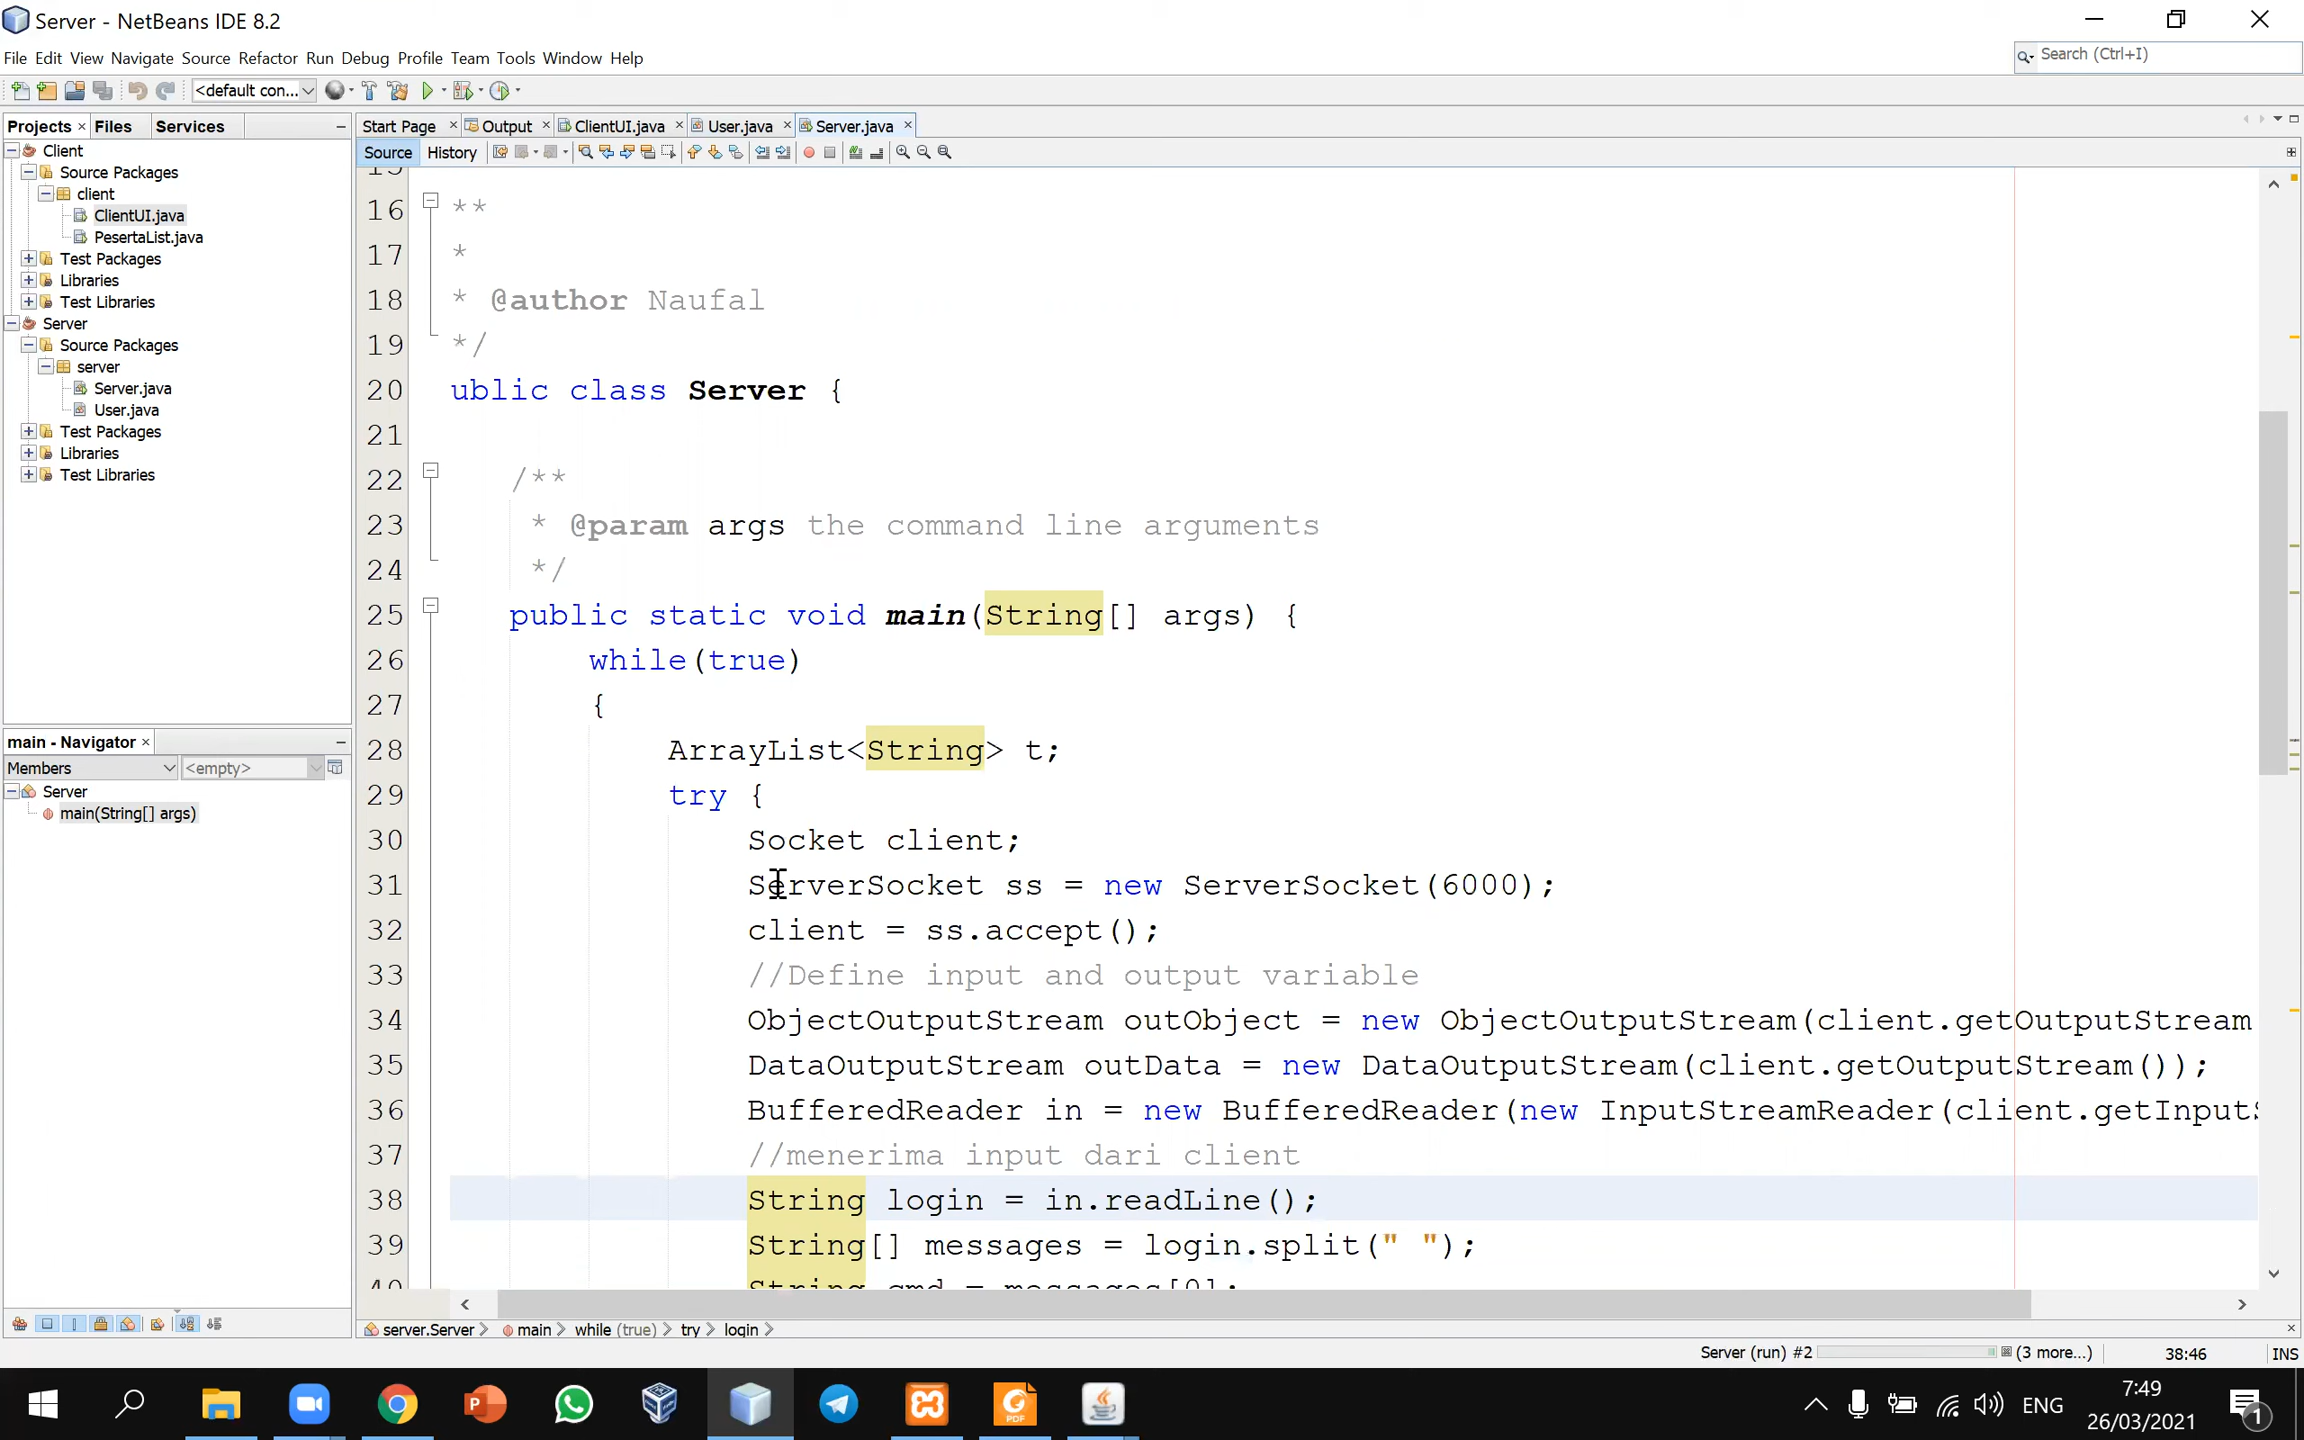 Server - NetBeans IDE 8.2
File Edit View Navigate Source Refactor Run Debug Profile Team Tools Window Help
Search (Ctrl+I)
<default con...
Projects Files Services
Start Page Output ClientUI.java User.java Server.java
Source History
Client
Source Packages
client
ClientUI.java
PesertaList.java
Test Packages
Libraries
Test Libraries
Server
Source Packages
server
Server.java
User.java
Test Packages
Libraries
Test Libraries
main - Navigator
Members <empty>
Server
main(String[] args)
15
16 **
17 *
18 * @author Naufal
19 */
20 ublic class Server {
21
22 /**
23 * @param args the command line arguments
24 */
25 public static void main(String[] args) {
26 while(true)
27 {
28 ArrayList<String> t;
29 try {
30 Socket client;
31 ServerSocket ss = new ServerSocket(6000);
32 client = ss.accept();
33 //Define input and output variable
34 ObjectOutputStream outObject = new ObjectOutputStream(client.getOutputStream
35 DataOutputStream outData = new DataOutputStream(client.getOutputStream());
36 BufferedReader in = new BufferedReader(new InputStreamReader(client.getInputS
37 //menerima input dari client
38 String login = in.readLine();
39 String[] messages = login.split(" ");
40 String cmd = messages[0];
server.Server main while (true) try login
Server (run) #2 (3 more...) 38:46 INS
ENG
7:49
26/03/2021
1